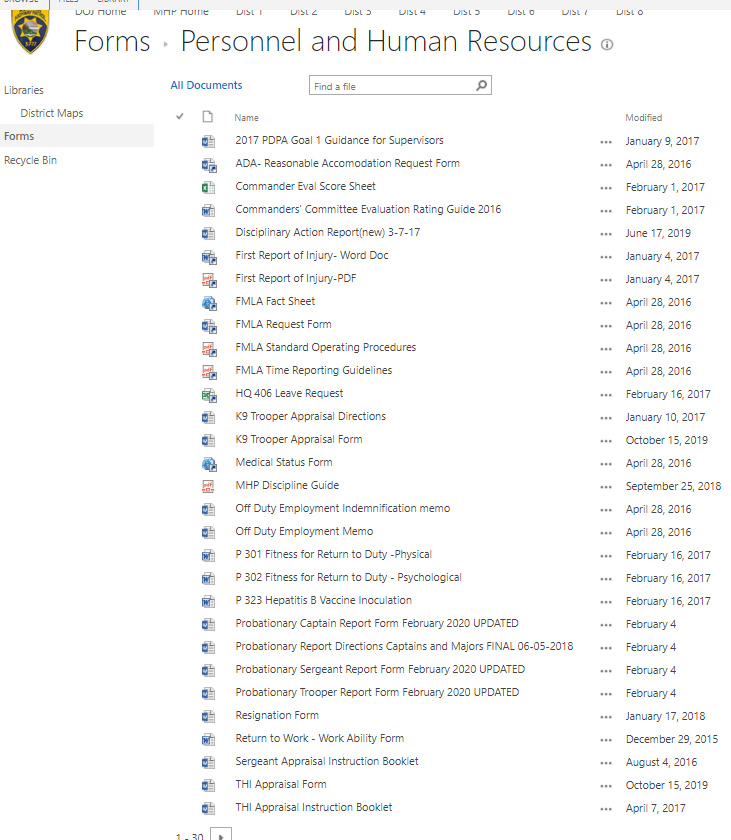 BROWSE FILES LIBRARY
DOJ Home MHP Home Dist 1 Dist 2 Dist 3 Dist 4 Dist 5 Dist 6 Dist 7 Dist 8
Forms Personnel and Human Resources
Libraries
District Maps
Forms
Recycle Bin
All Documents Find a file
Name Modified
2017 PDPA Goal 1 Guidance for Supervisors ... January 9, 2017
ADA- Reasonable Accomodation Request Form ... April 28, 2016
Commander Eval Score Sheet ... February 1, 2017
Commanders' Committee Evaluation Rating Guide 2016 ... February 1, 2017
Disciplinary Action Report(new) 3-7-17 ... June 17, 2019
First Report of Injury- Word Doc ... January 4, 2017
First Report of Injury-PDF ... January 4, 2017
FMLA Fact Sheet ... April 28, 2016
FMLA Request Form ... April 28, 2016
FMLA Standard Operating Procedures ... April 28, 2016
FMLA Time Reporting Guidelines ... April 28, 2016
HQ 406 Leave Request ... February 16, 2017
K9 Trooper Appraisal Directions ... January 10, 2017
K9 Trooper Appraisal Form ... October 15, 2019
Medical Status Form ... April 28, 2016
MHP Discipline Guide ... September 25, 2018
Off Duty Employment Indemnification memo ... April 28, 2016
Off Duty Employment Memo ... April 28, 2016
P 301 Fitness for Return to Duty -Physical ... February 16, 2017
P 302 Fitness for Return to Duty - Psychological ... February 16, 2017
P 323 Hepatitis B Vaccine Inoculation ... February 16, 2017
Probationary Captain Report Form February 2020 UPDATED ... February 4
Probationary Report Directions Captains and Majors FINAL 06-05-2018 ... February 4
Probationary Sergeant Report Form February 2020 UPDATED ... February 4
Probationary Trooper Report Form February 2020 UPDATED ... February 4
Resignation Form ... January 17, 2018
Return to Work - Work Ability Form ... December 29, 2015
Sergeant Appraisal Instruction Booklet ... August 4, 2016
THI Appraisal Form ... October 15, 2019
THI Appraisal Instruction Booklet ... April 7, 2017
1 - 30